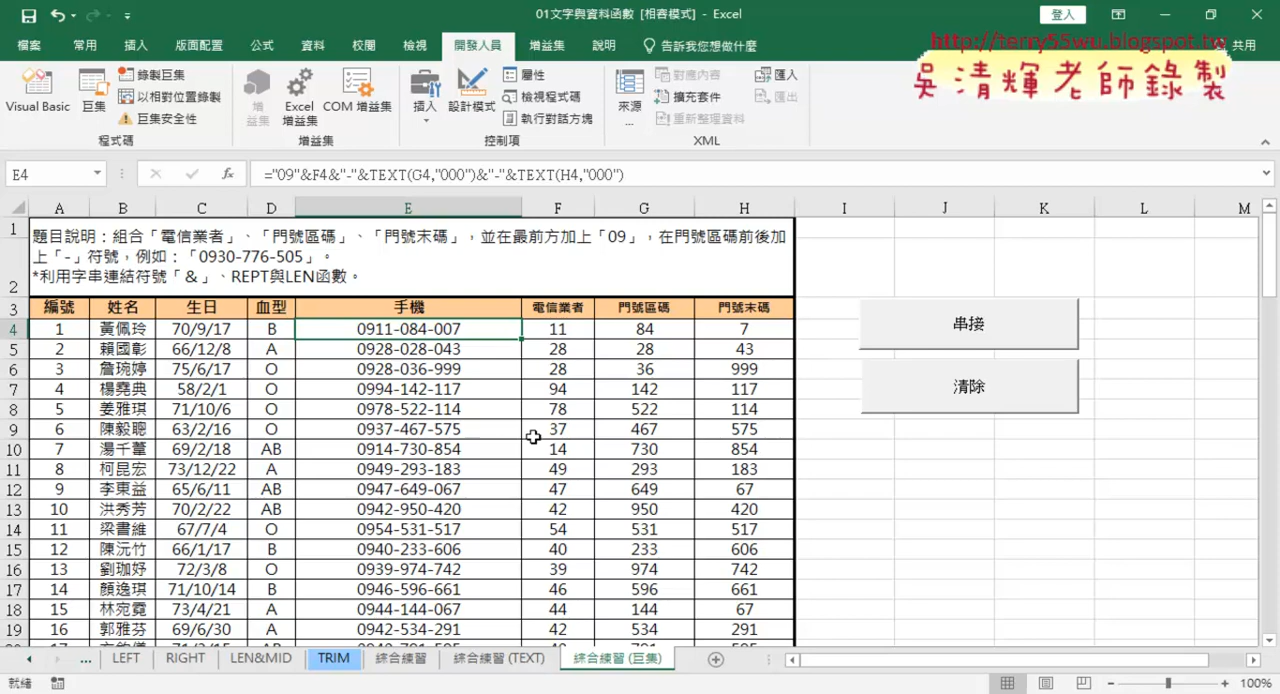 01文字與資料函數 [相容模式] - Excel
登入
檔案 常用 插入 版面配置 公式 資料 校閱 檢視 開發人員 增益集 說明 告訴我您想做什麼 共用
http://terry55wu.blogspot.tw
吳清輝老師錄製
Visual Basic 巨集 錄製巨集 以相對位置錄製 巨集安全性
增益集 Excel 增益集 COM 增益集
插入 設計模式 屬性 檢視程式碼 執行對話方塊
來源 ... 對應內容 擴充套件 重新整理資料 匯入 匯出
程式碼 增益集 控制項 XML
E4 fx ="09"&F4&"-"&TEXT(G4,"000")&"-"&TEXT(H4,"000")
A B C D E F G H I J K L M
1 題目說明：組合「電信業者」、「門號區碼」、「門號末碼」，並在最前方加上「09」，在門號區碼前後加
上「-」符號，例如：「0930-776-505」。
2 *利用字串連結符號「＆」、REPT與LEN函數。
3 編號 姓名 生日 血型 手機 電信業者 門號區碼 門號末碼
4 1 黃佩玲 70/9/17 B 0911-084-007 11 84 7
5 2 賴國彰 66/12/8 A 0928-028-043 28 28 43
6 3 詹琬婷 75/6/17 O 0928-036-999 28 36 999
7 4 楊堯典 58/2/1 O 0994-142-117 94 142 117
8 5 姜雅琪 71/10/6 O 0978-522-114 78 522 114
9 6 陳毅聰 63/2/16 O 0937-467-575 37 467 575
10 7 湯千葦 69/2/18 AB 0914-730-854 14 730 854
11 8 柯昆宏 73/12/22 A 0949-293-183 49 293 183
12 9 李東益 65/6/11 AB 0947-649-067 47 649 67
13 10 洪秀芳 70/2/22 AB 0942-950-420 42 950 420
14 11 梁書維 67/7/4 O 0954-531-517 54 531 517
15 12 陳沅竹 66/1/17 B 0940-233-606 40 233 606
16 13 劉珈妤 72/3/8 O 0939-974-742 39 974 742
17 14 顏逸琪 71/10/14 B 0946-596-661 46 596 661
18 15 林宛霓 73/4/21 A 0944-144-067 44 144 67
19 16 郭雅芬 69/6/30 A 0942-534-291 42 534 291
串接
清除
... LEFT RIGHT LEN&MID TRIM 綜合練習 綜合練習 (TEXT) 綜合練習 (巨集)
就緒 100%